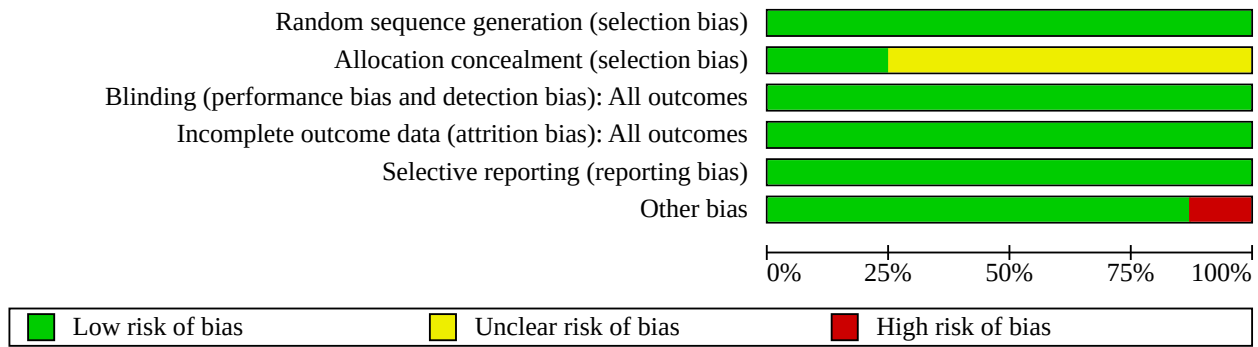 Random sequence generation (selection bias)
Allocation concealment (selection bias)
Blinding (performance bias and detection bias): All outcomes
Incomplete outcome data (attrition bias): All outcomes
Selective reporting (reporting bias)
Other bias
0% 25% 50% 75% 100%
Low risk of bias Unclear risk of bias High risk of bias